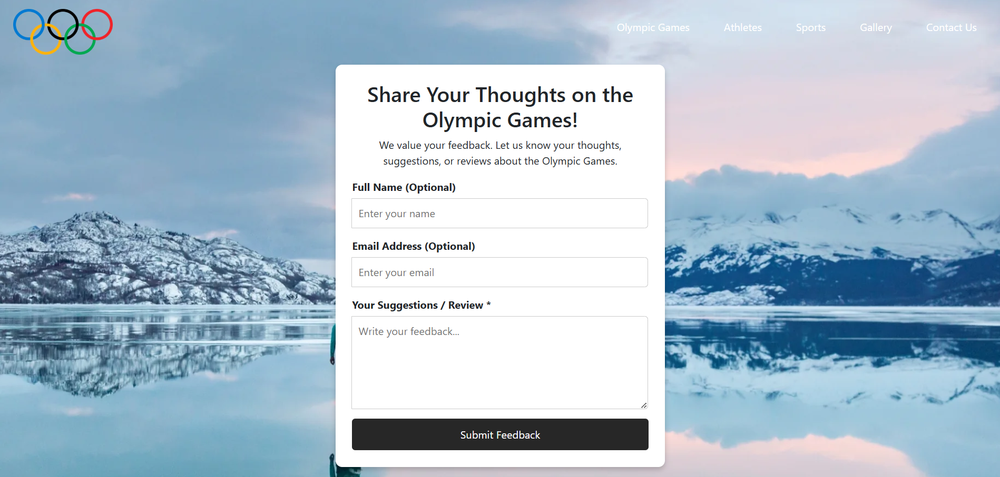 Olympic Games Athletes Sports Gallery Contact Us
Share Your Thoughts on the
Olympic Games!
We value your feedback. Let us know your thoughts,
suggestions, or reviews about the Olympic Games.
Full Name (Optional)
Enter your name
Email Address (Optional)
Enter your email
Your Suggestions / Review *
Write your feedback...
Submit Feedback